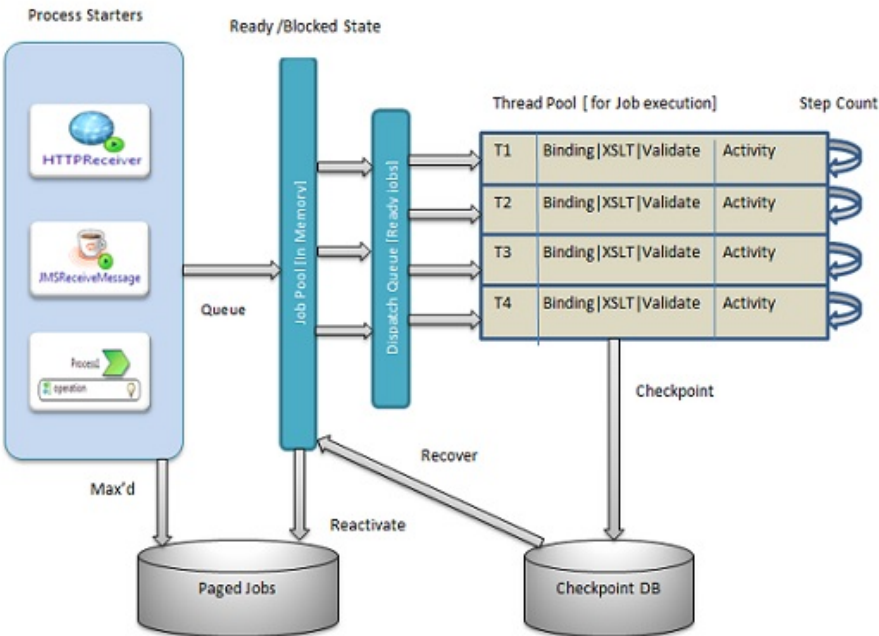 Process Starters
Ready /Blocked State
HTTPReceiver
JMSReceiveMessage
Process1
operation
Queue
Job Pool [In Memory]
Dispatch Queue [Ready jobs]
Thread Pool [ for Job execution]
Step Count
T1 Binding|XSLT|Validate Activity
T2 Binding|XSLT|Validate Activity
T3 Binding|XSLT|Validate Activity
T4 Binding|XSLT|Validate Activity
Checkpoint
Recover
Max'd
Reactivate
Paged Jobs
Checkpoint DB